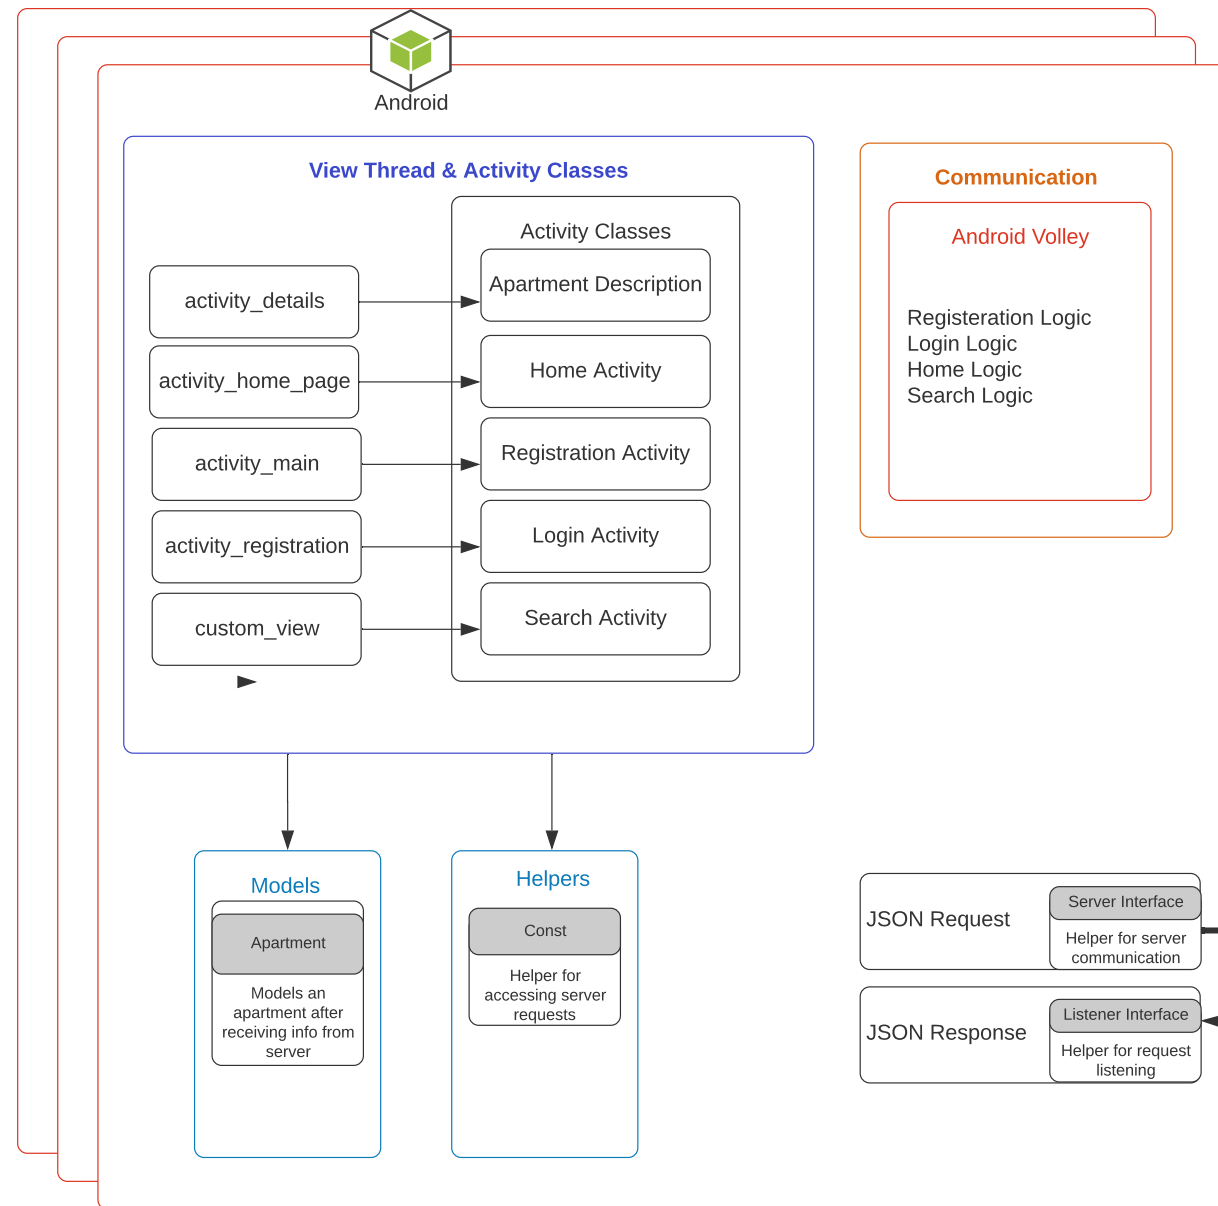 Android
View Thread & Activity Classes
Activity Classes
activity_details
Apartment Description
activity_home_page
Home Activity
activity_main
Registration Activity
activity_registration
Login Activity
custom_view
Search Activity
Communication
Android Volley
Registeration Logic
Login Logic
Home Logic
Search Logic
Models
Apartment
Models an
apartment after
receiving info from
server
Helpers
Const
Helper for
accessing server
requests
JSON Request
Server Interface
Helper for server
communication
JSON Response
Listener Interface
Helper for request
listening